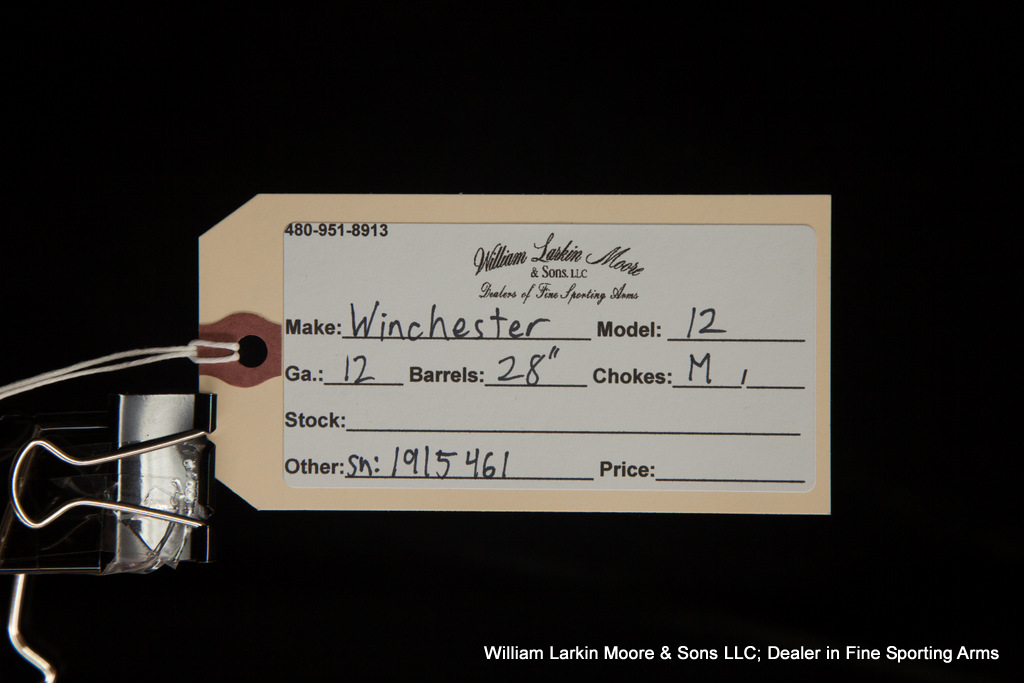 480-951-8913
William Larkin Moore
& Sons, LLC
Dealers of Fine Sporting Arms
Make: Winchester Model: 12
Ga.: 12 Barrels: 28" Chokes: M /
Stock:
Other: sn: 1915461 Price:
William Larkin Moore & Sons LLC; Dealer in Fine Sporting Arms